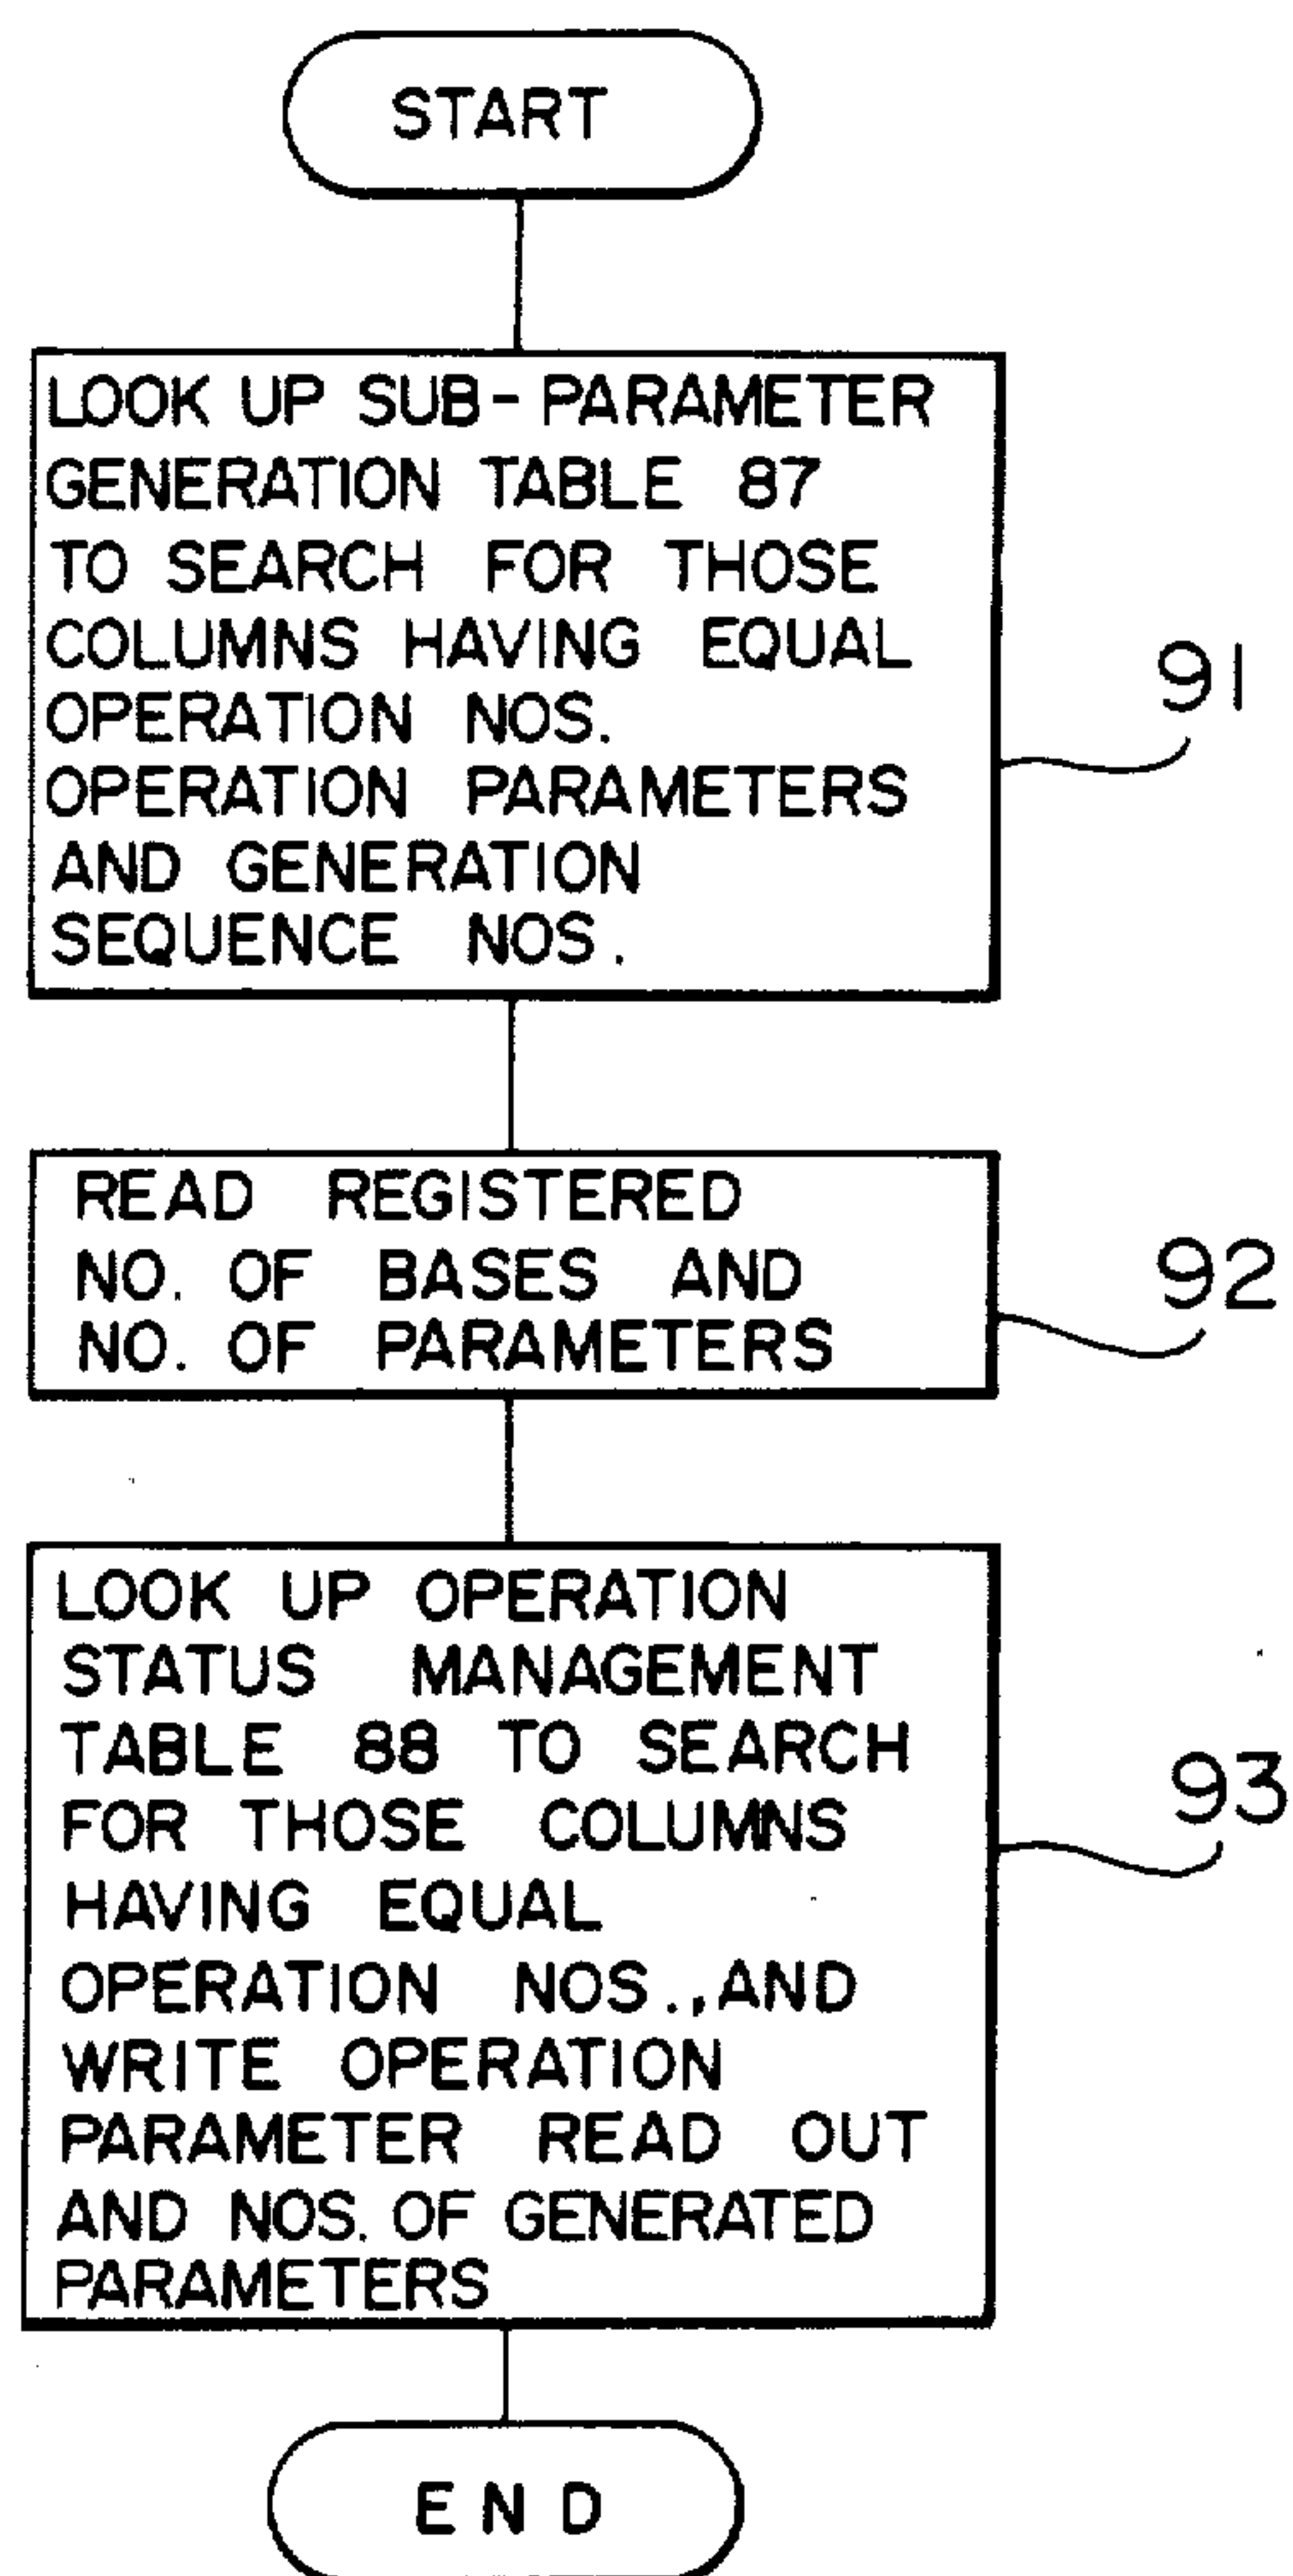 START
LOOK UP SUB-PARAMETER
GENERATION TABLE 87
TO SEARCH FOR THOSE
COLUMNS HAVING EQUAL
OPERATION NOS.
OPERATION PARAMETERS
AND GENERATION
SEQUENCE NOS.
91
READ REGISTERED
NO. OF BASES AND
NO. OF PARAMETERS
92
LOOK UP OPERATION
STATUS MANAGEMENT
TABLE 88 TO SEARCH
FOR THOSE COLUMNS
HAVING EQUAL
OPERATION NOS., AND
WRITE OPERATION
PARAMETER READ OUT
AND NOS. OF GENERATED
PARAMETERS
93
END